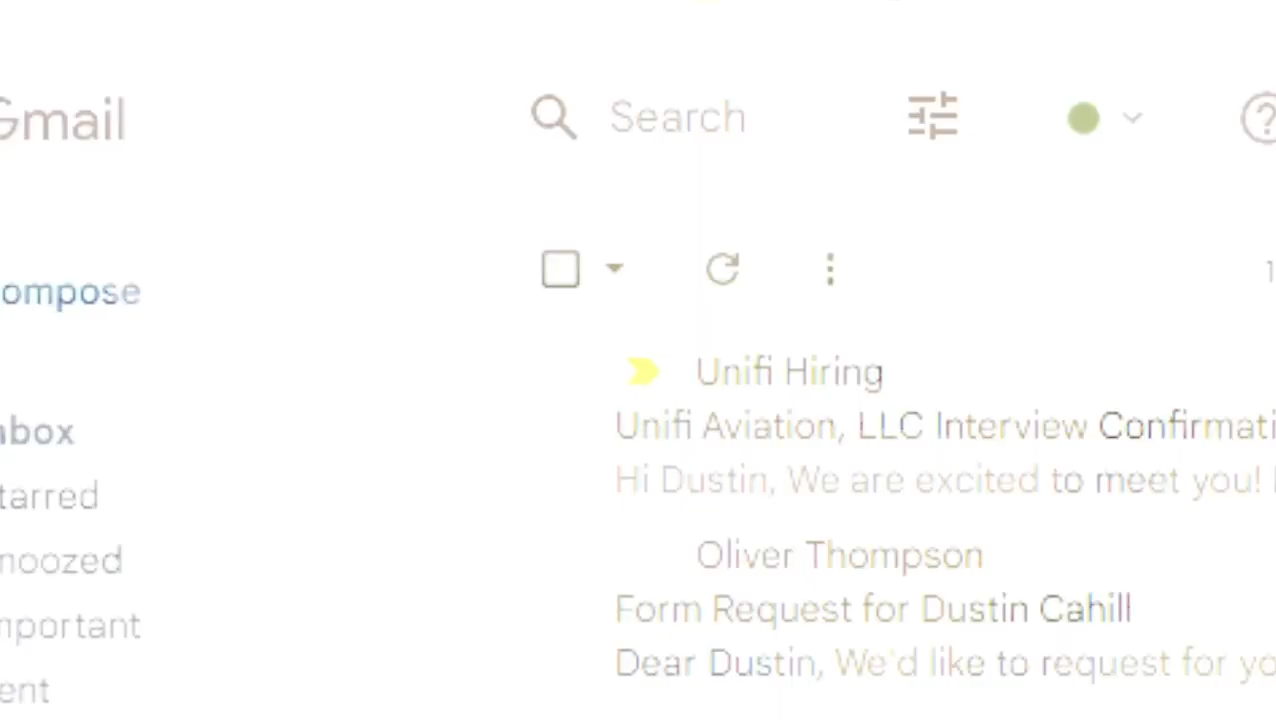 Gmail
Search
ompose
Unifi Hiring
Unifi Aviation, LLC Interview Confirmati
nbox
Hi Dustin, We are excited to meet you!
tarred
Oliver Thompson
noozed
Form Request for Dustin Cahill
mportant
Dear Dustin, We'd like to request for yo
ent